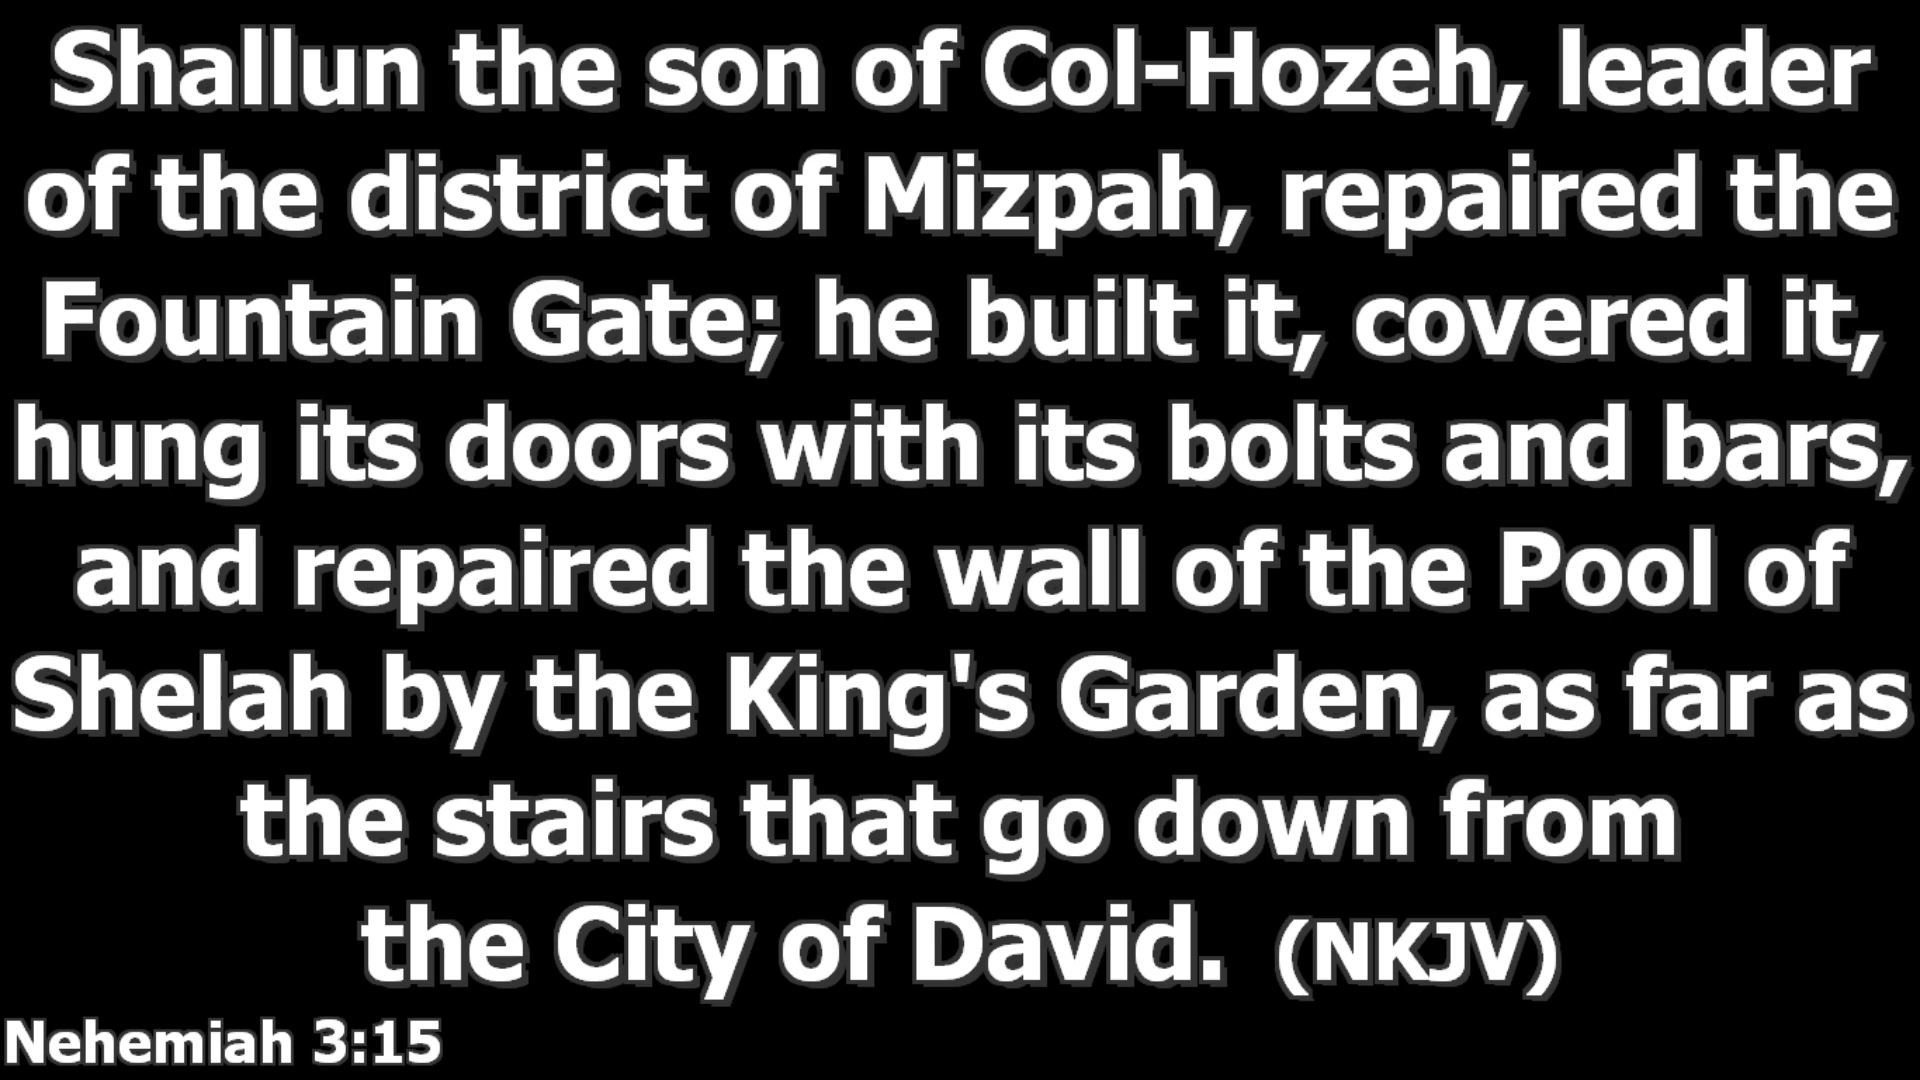 Shallun the son of Col-Hozeh, leader
of the district of Mizpah, repaired the
Fountain Gate; he built it, covered it,
hung its doors with its bolts and bars,
and repaired the wall of the Pool of
Shelah by the King's Garden, as far as
the stairs that go down from
the City of David. (NKJV)
Nehemiah 3:15